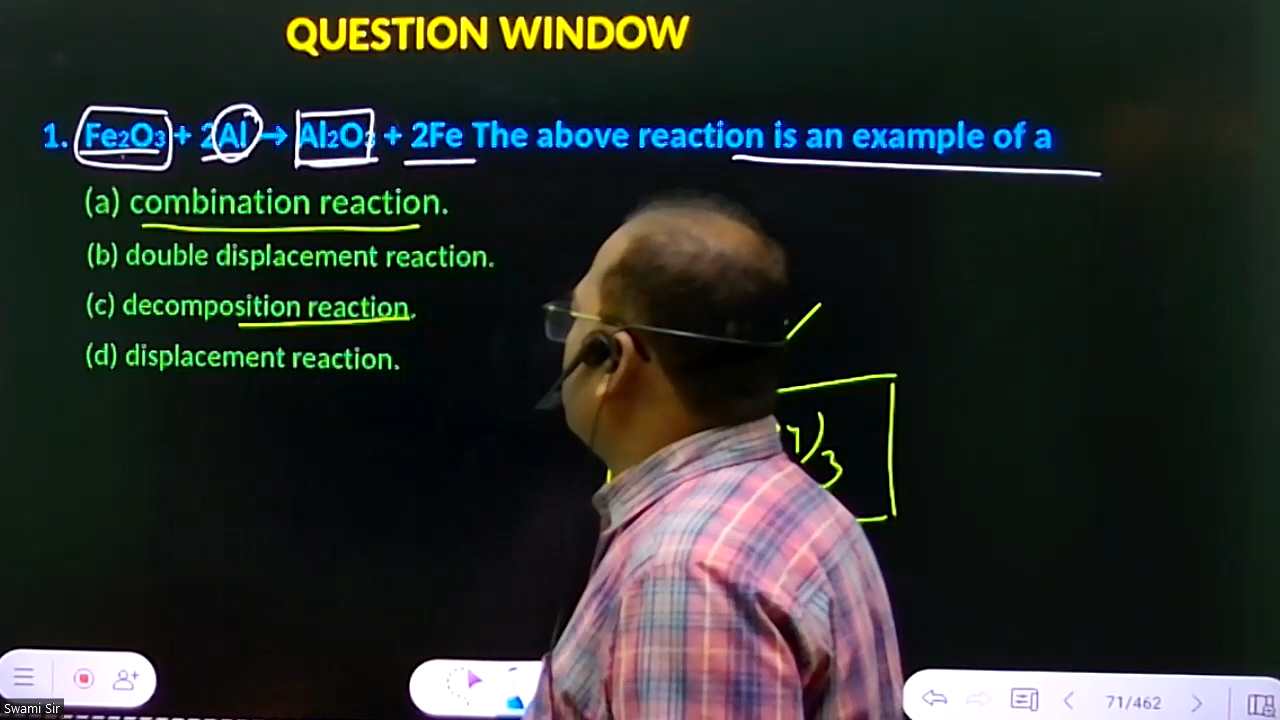 QUESTION WINDOW
1. Fe₂O₃ + 2Al → Al₂O₃ + 2Fe The above reaction is an example of a
(a) combination reaction.
(b) double displacement reaction.
(c) decomposition reaction.
(d) displacement reaction.
71/462
Swami Sir